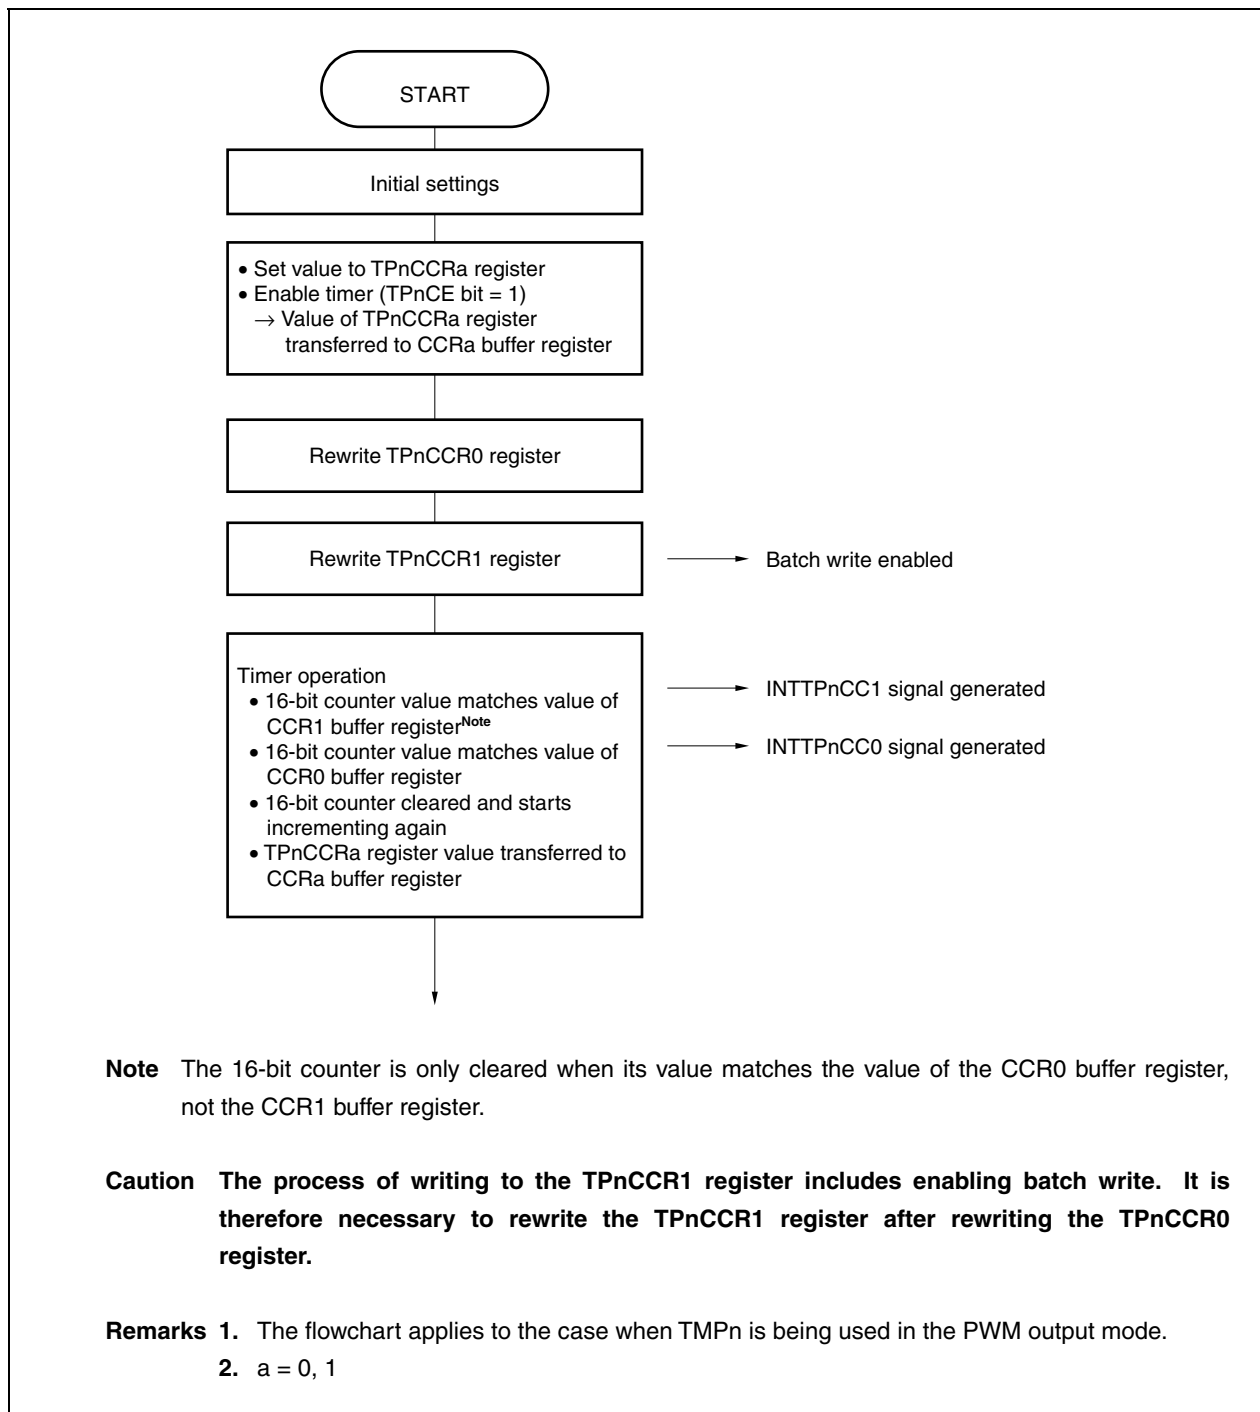 START
Initial settings
• Set value to TPnCCRa register
• Enable timer (TPnCE bit = 1)
→ Value of TPnCCRa register
transferred to CCRa buffer register
Rewrite TPnCCR0 register
Rewrite TPnCCR1 register
Batch write enabled
Timer operation
• 16-bit counter value matches value of
CCR1 buffer registerNote
INTTPnCC1 signal generated
• 16-bit counter value matches value of
CCR0 buffer register
INTTPnCC0 signal generated
• 16-bit counter cleared and starts
incrementing again
• TPnCCRa register value transferred to
CCRa buffer register
Note The 16-bit counter is only cleared when its value matches the value of the CCR0 buffer register,
not the CCR1 buffer register.
Caution The process of writing to the TPnCCR1 register includes enabling batch write. It is
therefore necessary to rewrite the TPnCCR1 register after rewriting the TPnCCR0
register.
Remarks 1. The flowchart applies to the case when TMPn is being used in the PWM output mode.
2. a = 0, 1